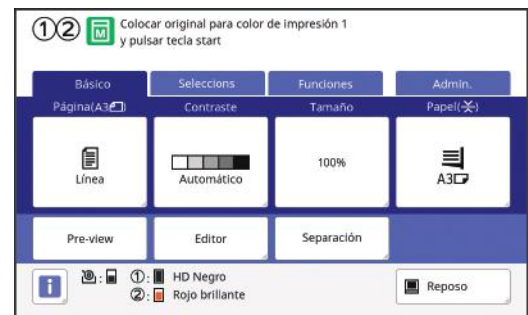 ①② M Colocar original para color de impresión 1
y pulsar tecla start
Básico Seleccions Funciones Admin.
Página(A3) Contraste Tamaño Papel()
Línea Automático 100% A3
Pre-view Editor Separación
i : ①: HD Negro
②: Rojo brillante
Reposo